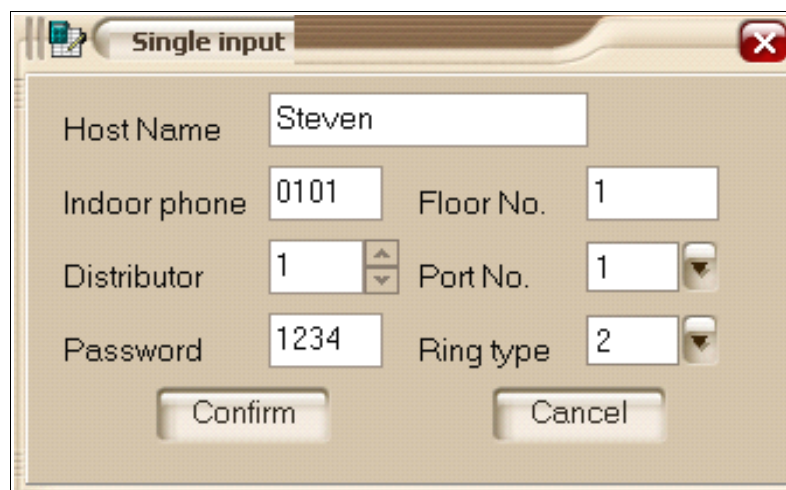 Single input
Host Name Steven
Indoor phone 0101 Floor No. 1
Distributor 1 Port No. 1
Password 1234 Ring type 2
Confirm Cancel